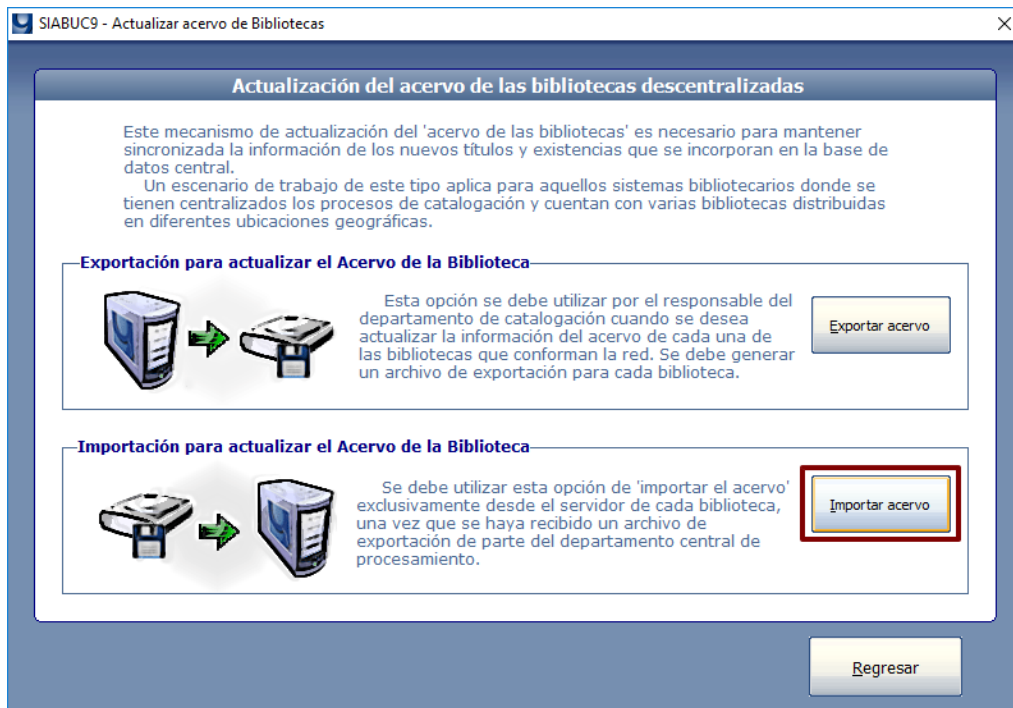 SIABUC9 - Actualizar acervo de Bibliotecas
Actualización del acervo de las bibliotecas descentralizadas
Este mecanismo de actualización del 'acervo de las bibliotecas' es necesario para mantener
sincronizada la información de los nuevos títulos y existencias que se incorporan en la base de
datos central.
Un escenario de trabajo de este tipo aplica para aquellos sistemas bibliotecarios donde se
tienen centralizados los procesos de catalogación y cuentan con varias bibliotecas distribuidas
en diferentes ubicaciones geográficas.
Exportación para actualizar el Acervo de la Biblioteca
Esta opción se debe utilizar por el responsable del
departamento de catalogación cuando se desea
actualizar la información del acervo de cada una de
las bibliotecas que conforman la red. Se debe generar
un archivo de exportación para cada biblioteca.
Exportar acervo
Importación para actualizar el Acervo de la Biblioteca
Se debe utilizar esta opción de 'importar el acervo'
exclusivamente desde el servidor de cada biblioteca,
una vez que se haya recibido un archivo de
exportación de parte del departamento central de
procesamiento.
Importar acervo
Regresar